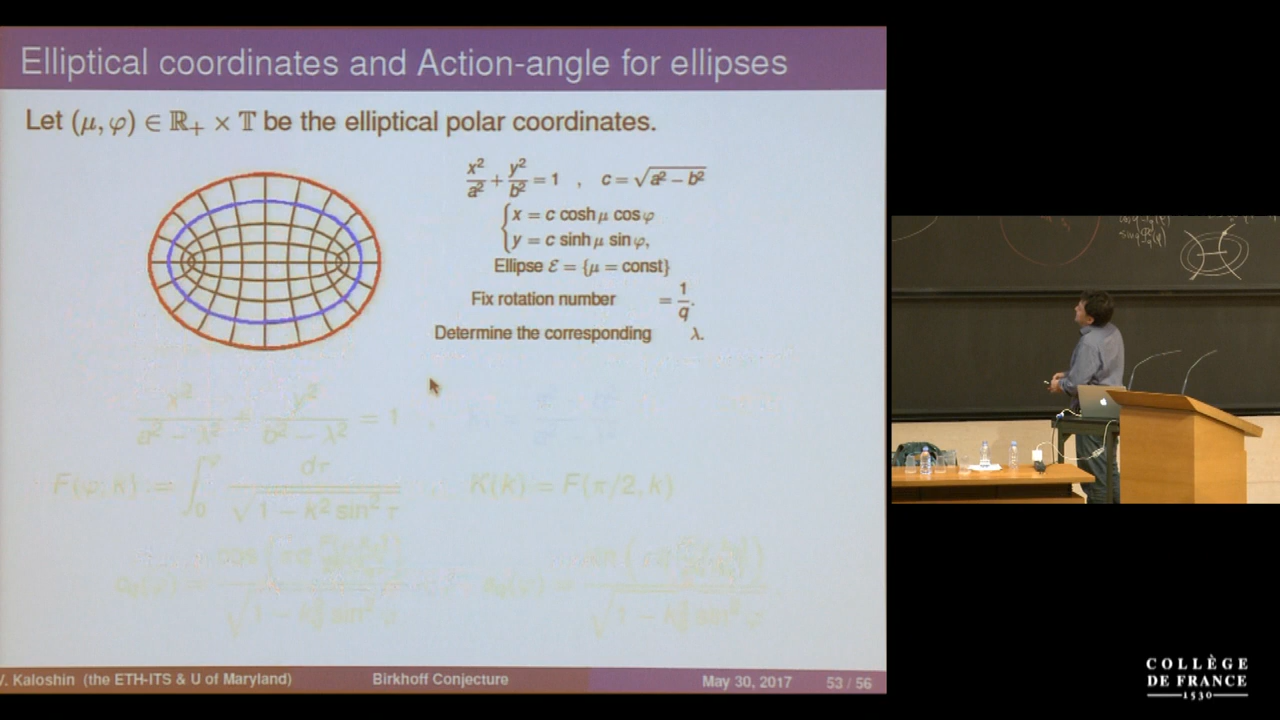 Elliptical coordinates and Action-angle for ellipses
Let (μ, φ) ∈ ℝ₊ × 𝕋 be the elliptical polar coordinates.
x²/a² + y²/b² = 1 , c = √(a² − b²)
{ x = c cosh μ cos φ
y = c sinh μ sin φ,
Ellipse ℰ = {μ = const}
Fix rotation number = 1/q.
Determine the corresponding λ.
x²/(a² − λ²) + y²/(b² − λ²) = 1 ,
F(φ; k) := ∫₀^φ dτ/√(1 − k² sin² τ) , K(k) = F(π/2, k)
V. Kaloshin (the ETH-ITS & U of Maryland) Birkhoff Conjecture May 30, 2017 53 / 56
COLLÈGE
DE FRANCE
1530